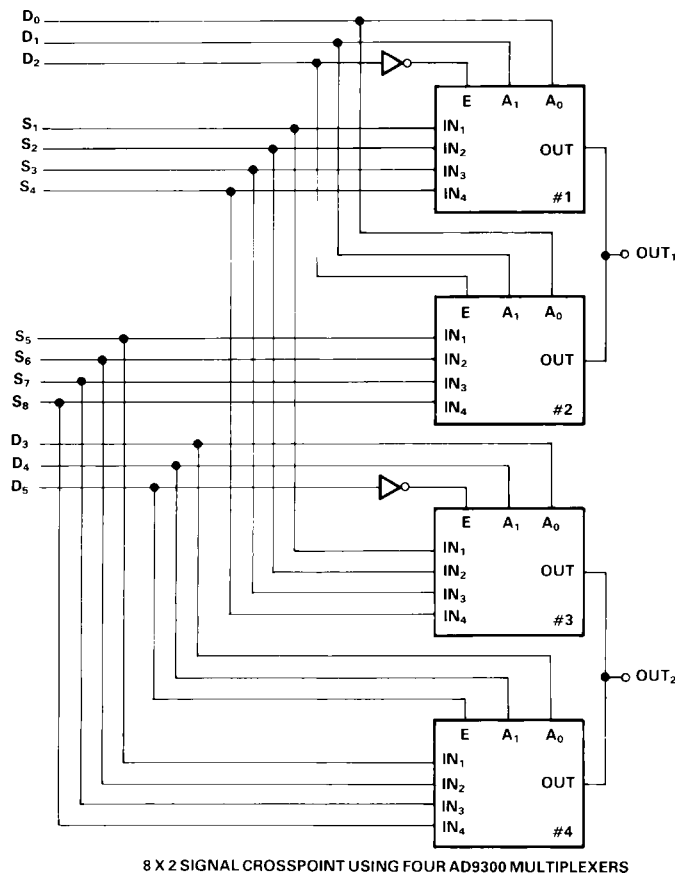 D₀
D₁
D₂
E A₁ A₀
S₁
S₂
S₃
S₄
IN₁
IN₂
IN₃
IN₄
OUT
#1
OUT₁
E A₁ A₀
S₅
S₆
S₇
S₈
IN₁
IN₂
IN₃
IN₄
OUT
#2
D₃
D₄
D₅
E A₁ A₀
IN₁
IN₂
IN₃
IN₄
OUT
#3
OUT₂
E A₁ A₀
IN₁
IN₂
IN₃
IN₄
OUT
#4
8 X 2 SIGNAL CROSSPOINT USING FOUR AD9300 MULTIPLEXERS